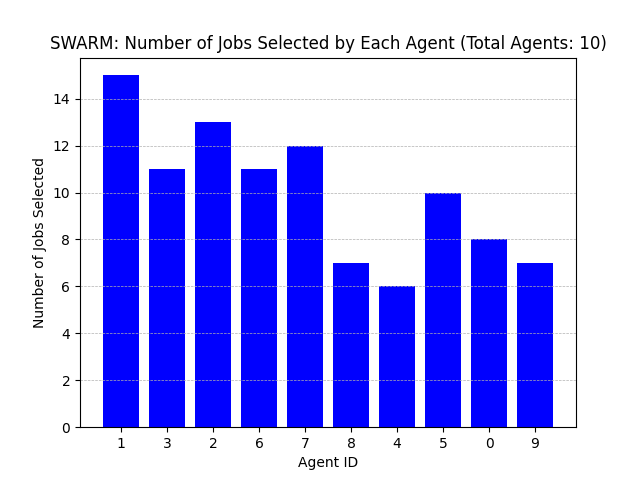 SWARM: Number of Jobs Selected by Each Agent (Total Agents: 10)
14
12
10
8
6
4
2
0
Number of Jobs Selected
1 3 2 6 7 8 4 5 0 9
Agent ID